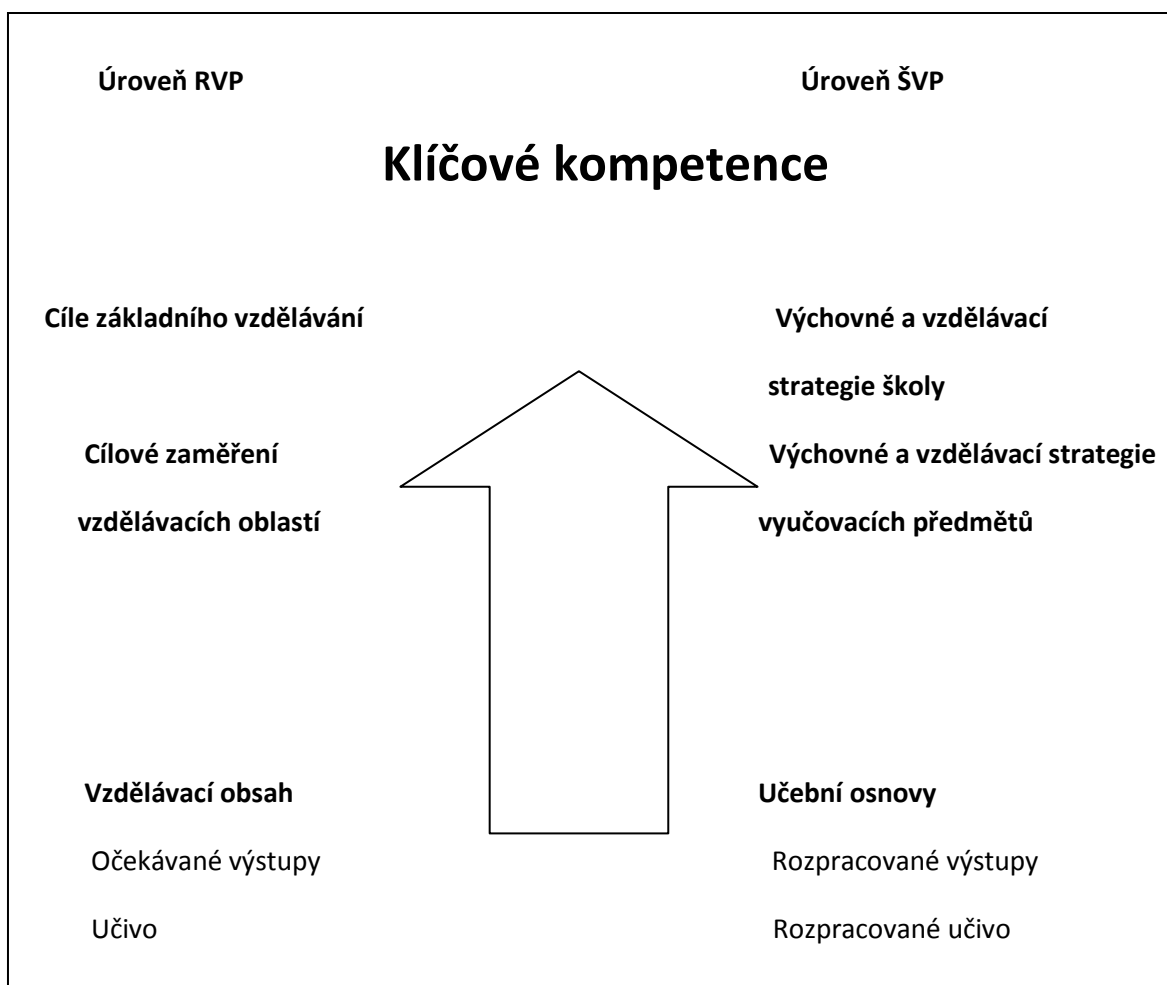 Úroveň RVP
Úroveň ŠVP
Klíčové kompetence
Cíle základního vzdělávání
Výchovné a vzdělávací
strategie školy
Cílové zaměření
vzdělávacích oblastí
Výchovné a vzdělávací strategie
vyučovacích předmětů
Vzdělávací obsah
Učební osnovy
Očekávané výstupy
Rozpracované výstupy
Učivo
Rozpracované učivo